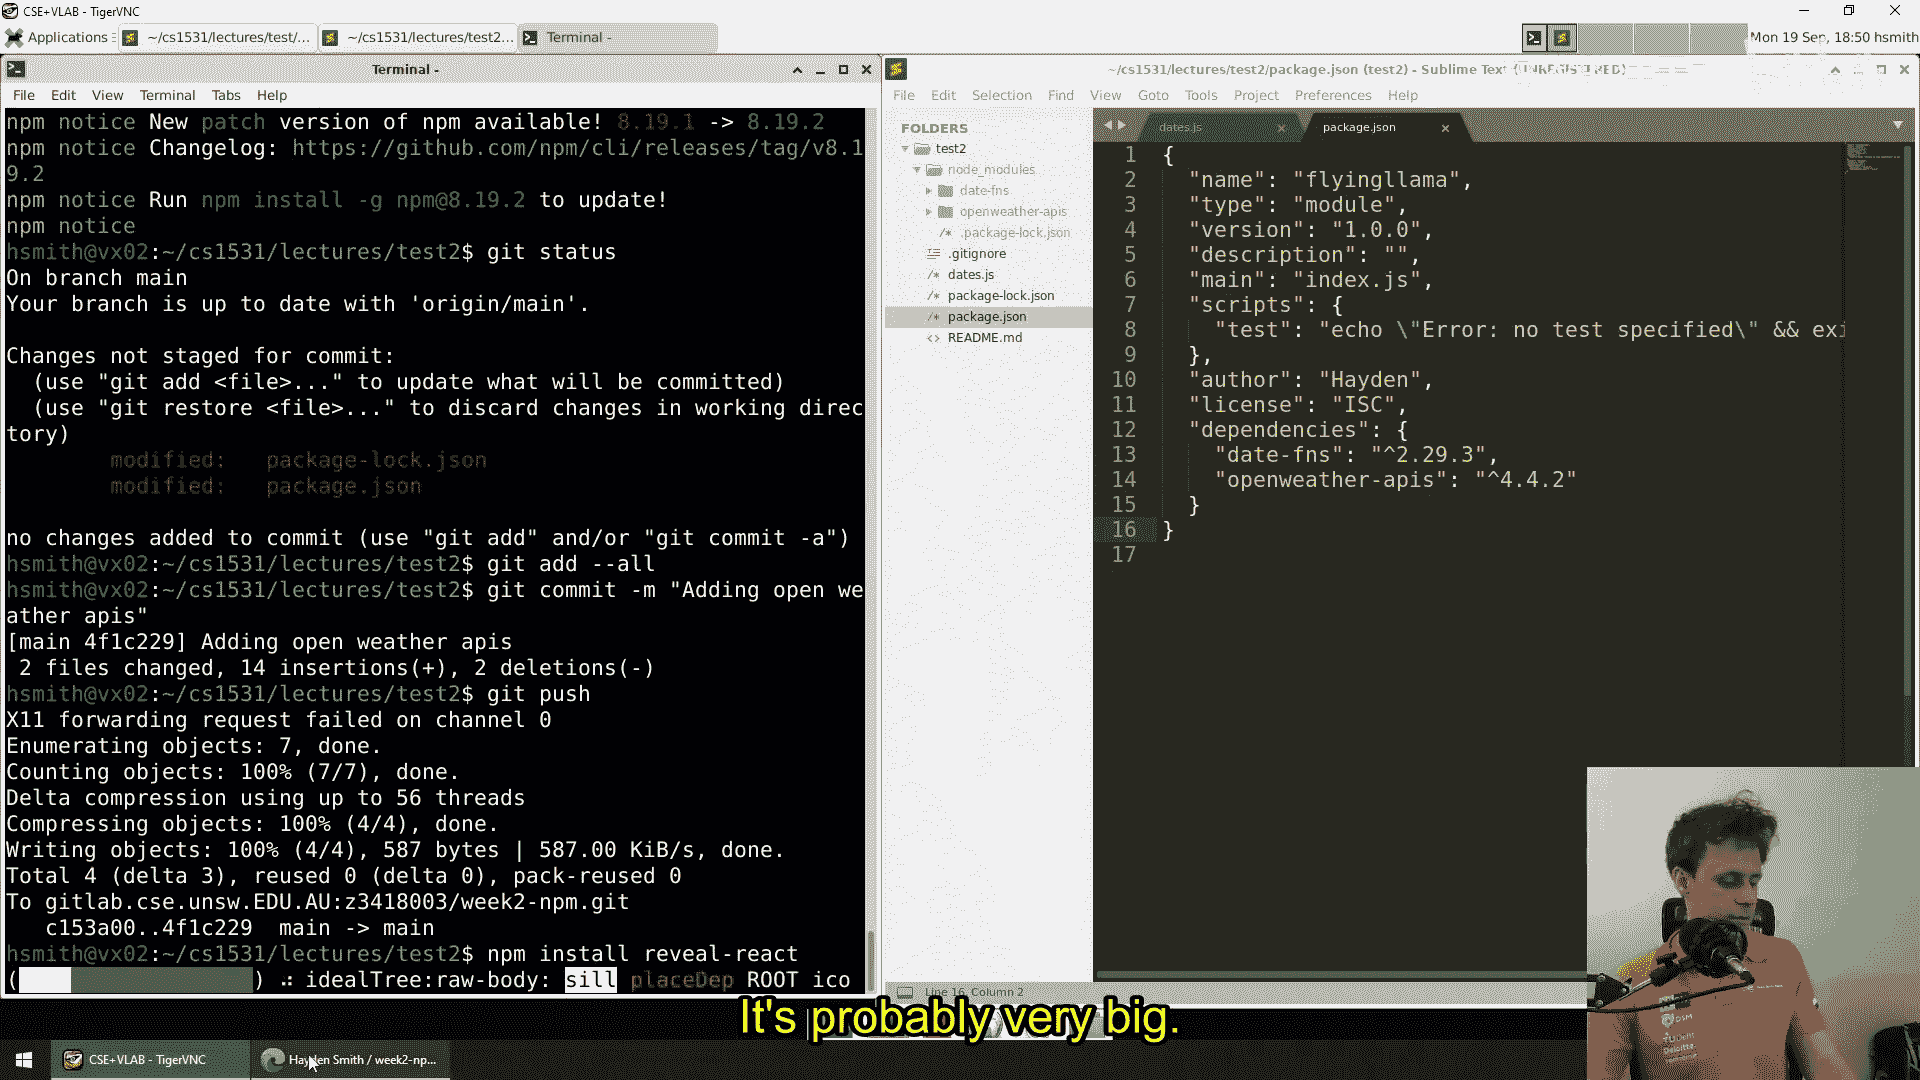 CSE+VLAB - TigerVNC
Applications
~/cs1531/lectures/test/...
~/cs1531/lectures/test2...
Terminal -
Mon 19 Sep, 18:50 hsmith
Terminal -
File Edit View Terminal Tabs Help
npm notice New patch version of npm available! 8.19.1 -> 8.19.2
npm notice Changelog: https://github.com/npm/cli/releases/tag/v8.1
9.2
npm notice Run npm install -g npm@8.19.2 to update!
npm notice
hsmith@vx02:~/cs1531/lectures/test2$ git status
On branch main
Your branch is up to date with 'origin/main'.
Changes not staged for commit:
(use "git add <file>..." to update what will be committed)
(use "git restore <file>..." to discard changes in working direc
tory)
modified: package-lock.json
modified: package.json
no changes added to commit (use "git add" and/or "git commit -a")
hsmith@vx02:~/cs1531/lectures/test2$ git add --all
hsmith@vx02:~/cs1531/lectures/test2$ git commit -m "Adding open we
ather apis"
[main 4f1c229] Adding open weather apis
2 files changed, 14 insertions(+), 2 deletions(-)
hsmith@vx02:~/cs1531/lectures/test2$ git push
X11 forwarding request failed on channel 0
Enumerating objects: 7, done.
Counting objects: 100% (7/7), done.
Delta compression using up to 56 threads
Compressing objects: 100% (4/4), done.
Writing objects: 100% (4/4), 587 bytes | 587.00 KiB/s, done.
Total 4 (delta 3), reused 0 (delta 0), pack-reused 0
To gitlab.cse.unsw.EDU.AU:z3418003/week2-npm.git
c153a00..4f1c229 main -> main
hsmith@vx02:~/cs1531/lectures/test2$ npm install reveal-react
( ) ⠴ idealTree:raw-body: sill placeDep ROOT ico
~/cs1531/lectures/test2/package.json (test2) - Sublime Text (UNREGISTERED)
File Edit Selection Find View Goto Tools Project Preferences Help
FOLDERS
test2
node_modules
date-fns
openweather-apis
/* .package-lock.json
.gitignore
/* dates.js
/* package-lock.json
/* package.json
<> README.md
dates.js
package.json
1 {
2 "name": "flyingllama",
3 "type": "module",
4 "version": "1.0.0",
5 "description": "",
6 "main": "index.js",
7 "scripts": {
8 "test": "echo \"Error: no test specified\" && exi
9 },
10 "author": "Hayden",
11 "license": "ISC",
12 "dependencies": {
13 "date-fns": "^2.29.3",
14 "openweather-apis": "^4.4.2"
15 }
16 }
17
Line 16, Column 2
It's probably very big.
CSE+VLAB - TigerVNC
Hayden Smith / week2-np...